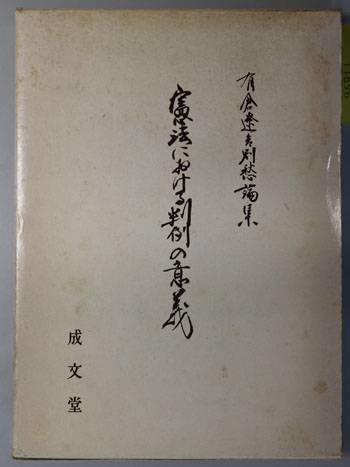 有倉遼吉判例論集
憲法における判例の意義
成文堂